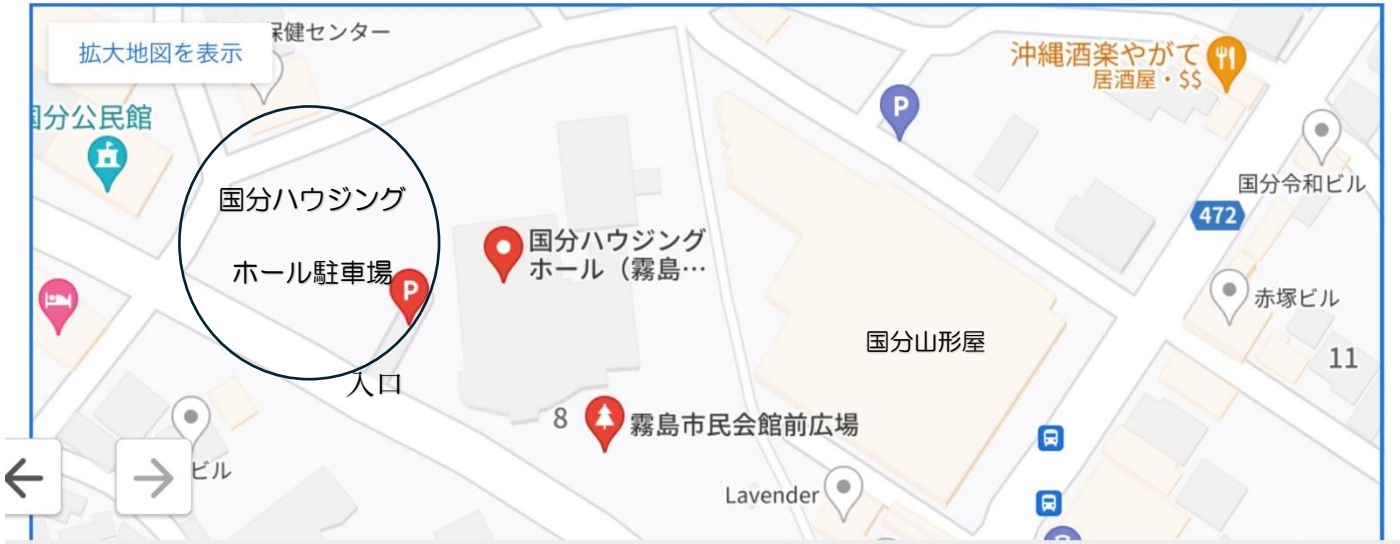 拡大地図を表示
保健センター
国分公民館
国分ハウジング
ホール駐車場
P
入口
国分ハウジング
ホール（霧島…
8
霧島市民会館前広場
国分山形屋
P
沖縄酒楽やがて
居酒屋・$$
国分令和ビル
472
赤塚ビル
11
ビル
Lavender